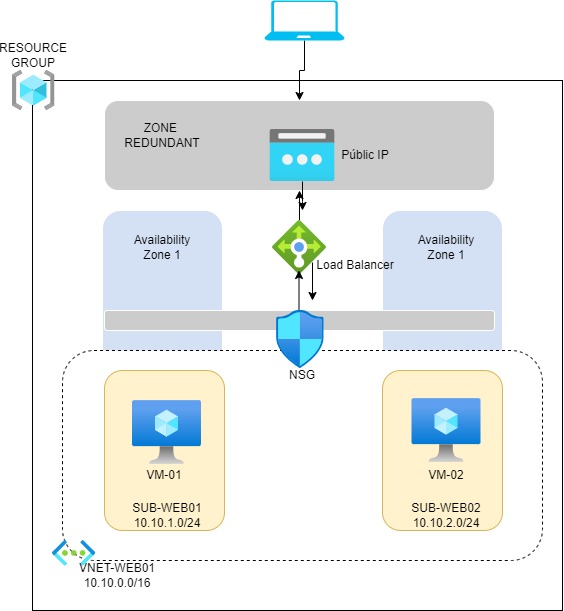 RESOURCE
GROUP
ZONE
REDUNDANT
Públic IP
Availability
Zone 1
Availability
Zone 1
Load Balancer
NSG
VM-01
VM-02
SUB-WEB01
10.10.1.0/24
SUB-WEB02
10.10.2.0/24
VNET-WEB01
10.10.0.0/16